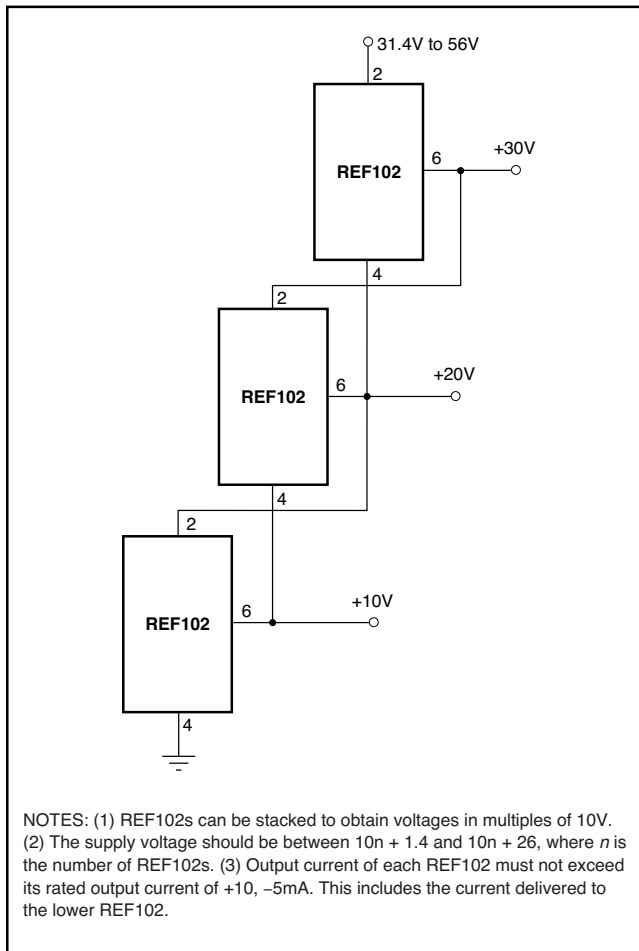 31.4V to 56V
2
REF102
6
+30V
4
2
REF102
6
+20V
4
2
REF102
6
+10V
4
NOTES: (1) REF102s can be stacked to obtain voltages in multiples of 10V.
(2) The supply voltage should be between 10n + 1.4 and 10n + 26, where n is
the number of REF102s. (3) Output current of each REF102 must not exceed
its rated output current of +10, −5mA. This includes the current delivered to
the lower REF102.